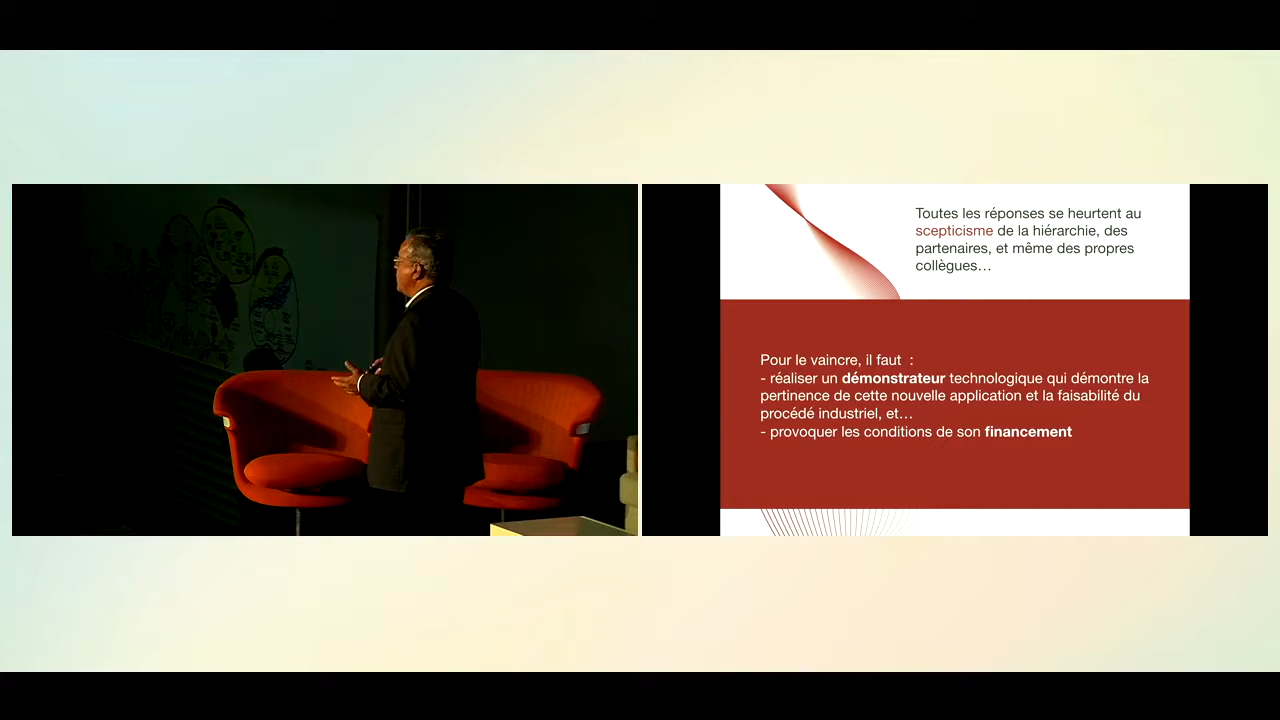 Toutes les réponses se heurtent au
scepticisme de la hiérarchie, des
partenaires, et même des propres
collègues…
Pour le vaincre, il faut :
- réaliser un démonstrateur technologique qui démontre la
pertinence de cette nouvelle application et la faisabilité du
procédé industriel, et…
- provoquer les conditions de son financement